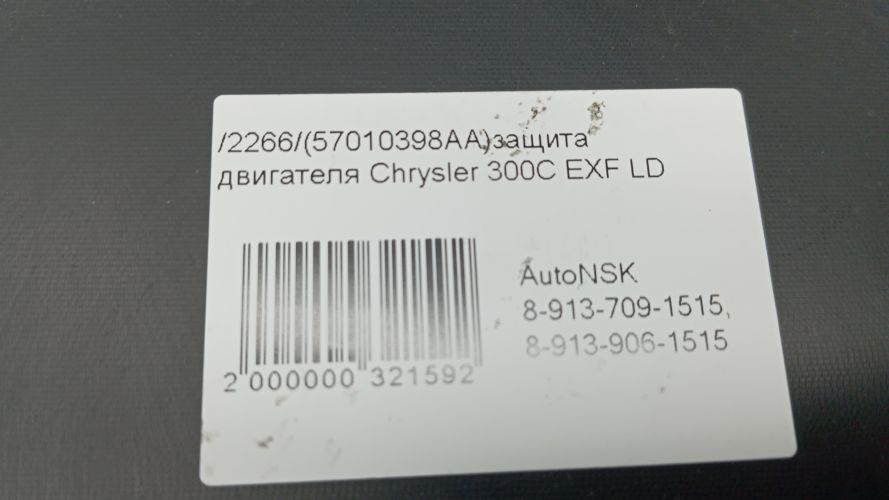 /2266/(57010398AA)защита
двигателя Chrysler 300C EXF LD
AutoNSK
8-913-709-1515,
8-913-906-1515
2 000000 321592